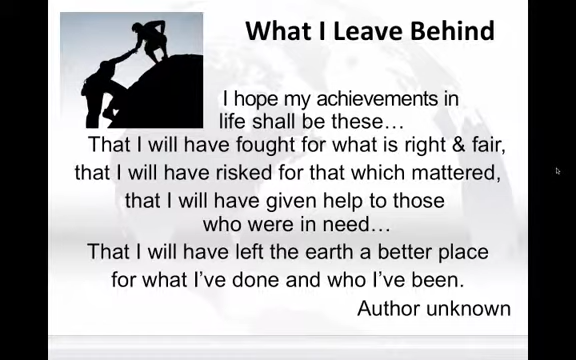 What I Leave Behind
I hope my achievements in
life shall be these…
That I will have fought for what is right & fair,
that I will have risked for that which mattered,
that I will have given help to those
who were in need…
That I will have left the earth a better place
for what I've done and who I've been.
Author unknown